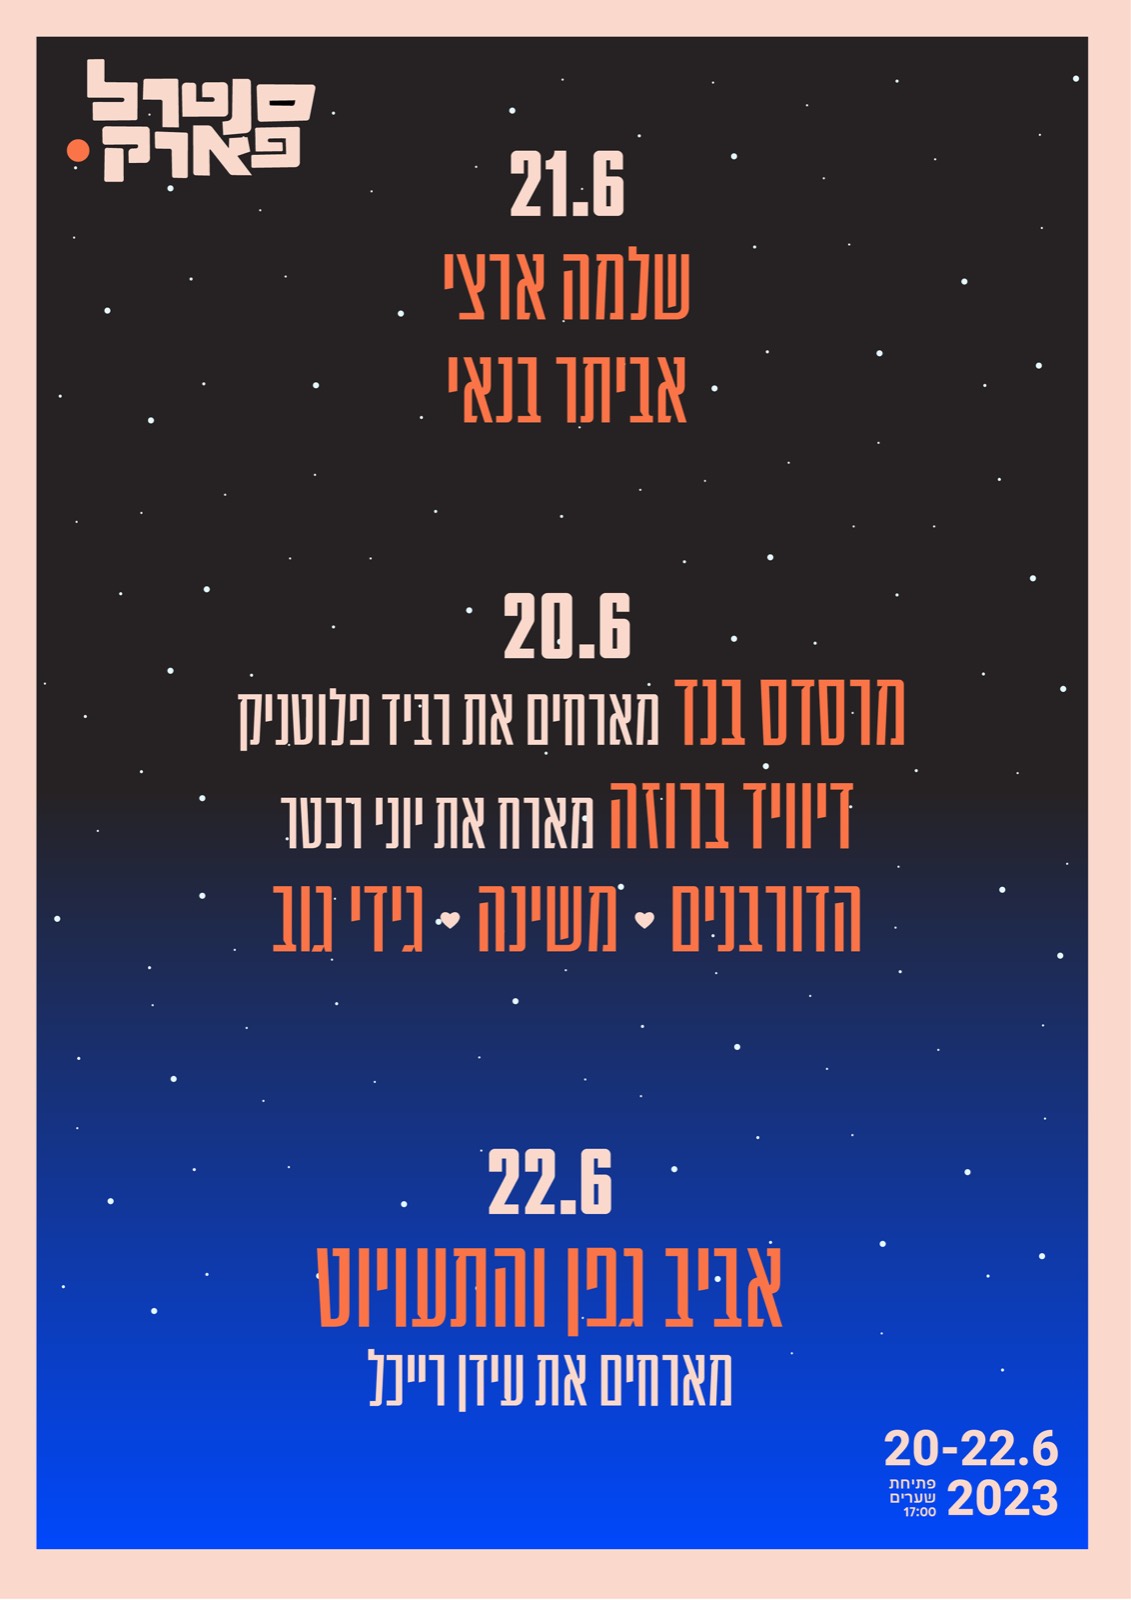 סנטרל
פארק
21.6
שלמה ארצי
אביתר בנאי
20.6
מרסדס בנד מארחים את רביד פלוטניק
דיוויד ברוזה מארח את יוני רכטר
הדורבנים ♥ משינה ♥ גידי גוב
22.6
אביב גפן והתעויוט
מארחים את עידן רייכל
20-22.6
2023
פתיחת
שערים
17:00